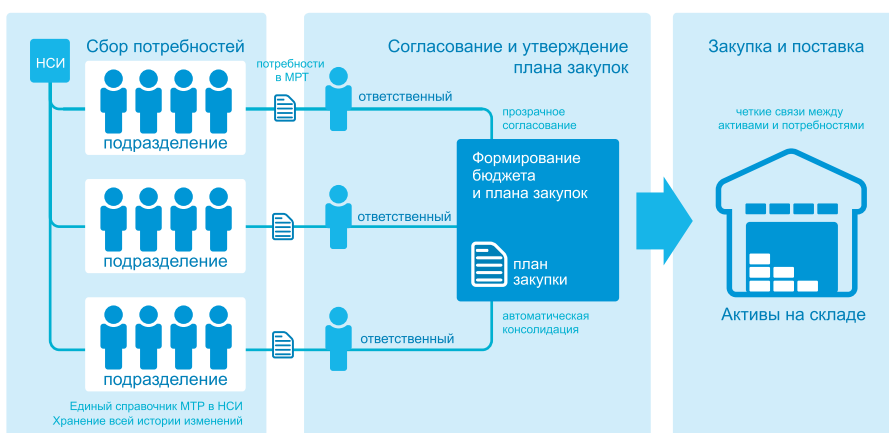 НСИ
Сбор потребностей
потребности
в МРТ
подразделение
подразделение
подразделение
Единый справочник МТР в НСИ
Хранение всей истории изменений
Согласование и утверждение
плана закупок
ответственный
прозрачное
согласование
Формирование
бюджета
и плана закупок
ответственный
план
закупки
ответственный
автоматическая
консолидация
Закупка и поставка
четкие связи между
активами и потребностями
Активы на складе